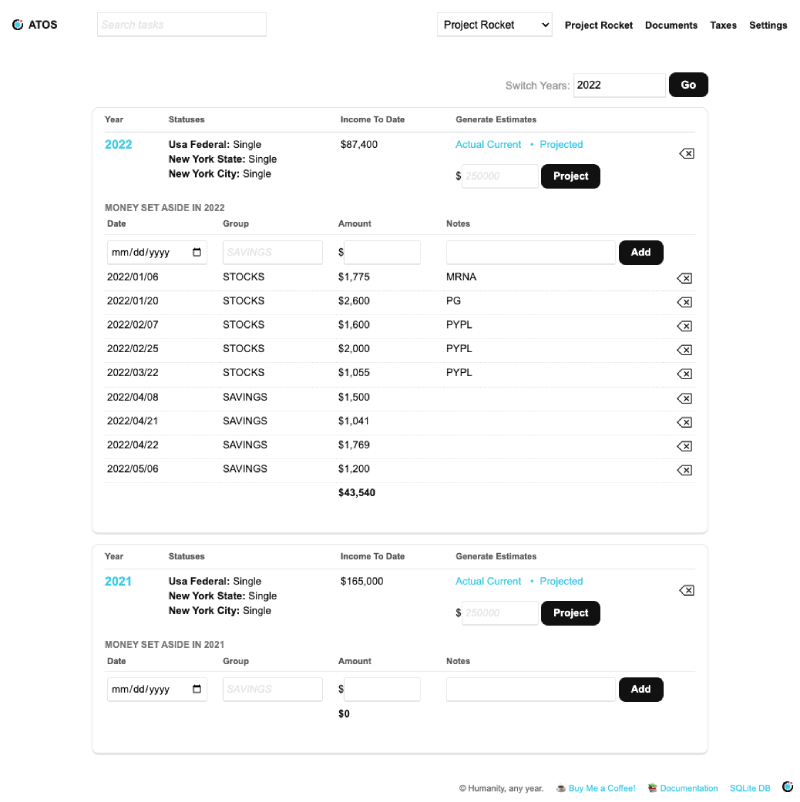 ATOS Search tasks Project Rocket Project Rocket Documents Taxes Settings
Switch Years: 2022 Go
Year Statuses Income To Date Generate Estimates
2022 Usa Federal: Single $87,400 Actual Current • Projected
New York State: Single
New York City: Single $ 250000 Project
MONEY SET ASIDE IN 2022
Date Group Amount Notes
mm/dd/yyyy SAVINGS $ Add
2022/01/06 STOCKS $1,775 MRNA
2022/01/20 STOCKS $2,600 PG
2022/02/07 STOCKS $1,600 PYPL
2022/02/25 STOCKS $2,000 PYPL
2022/03/22 STOCKS $1,055 PYPL
2022/04/08 SAVINGS $1,500
2022/04/21 SAVINGS $1,041
2022/04/22 SAVINGS $1,769
2022/05/06 SAVINGS $1,200
$43,540
Year Statuses Income To Date Generate Estimates
2021 Usa Federal: Single $165,000 Actual Current • Projected
New York State: Single
New York City: Single $ 250000 Project
MONEY SET ASIDE IN 2021
Date Group Amount Notes
mm/dd/yyyy SAVINGS $ Add
$0
© Humanity, any year. Buy Me a Coffee! Documentation SQLite DB